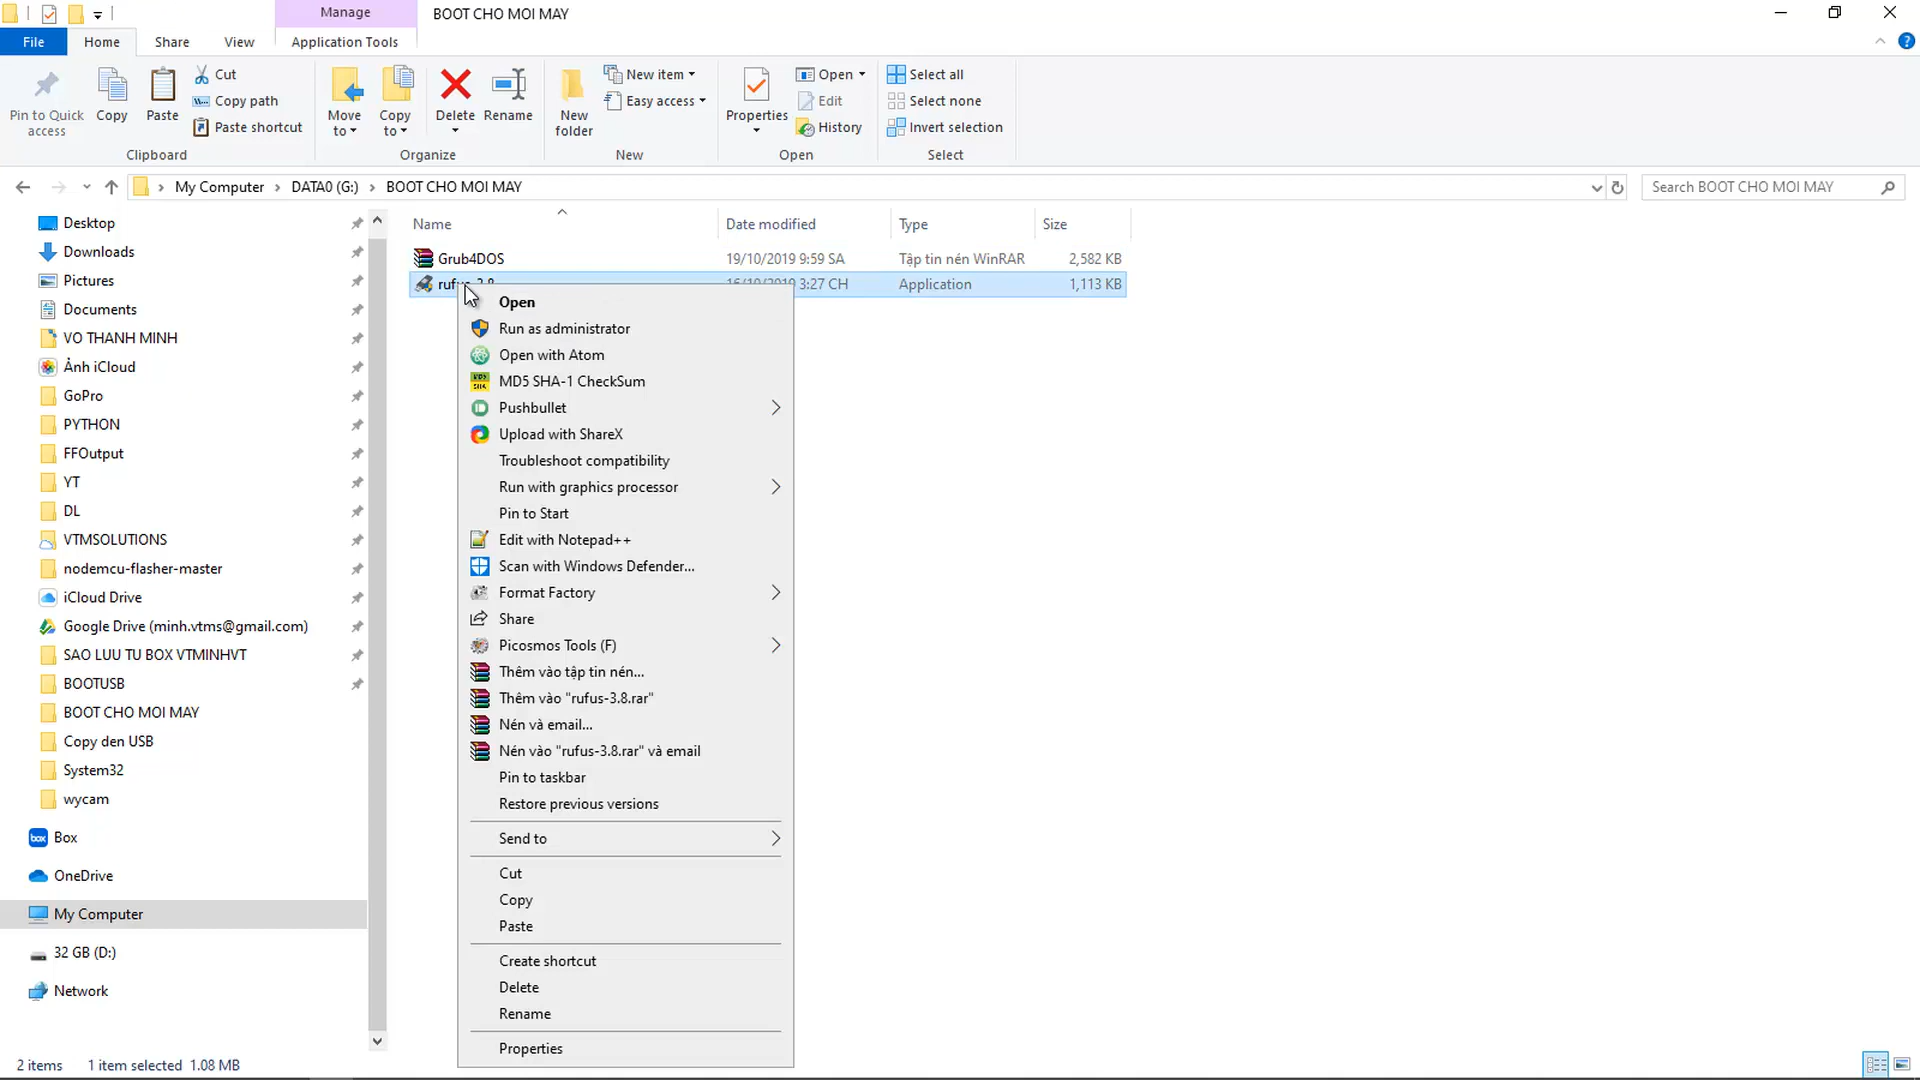 Manage
BOOT CHO MOI MAY
File
Home
Share
View
Application Tools
Pin to Quick access
Copy
Paste
Cut
Copy path
Paste shortcut
Clipboard
Move to
Copy to
Delete
Rename
Organize
New folder
New item
Easy access
New
Properties
Open
Edit
History
Open
Select all
Select none
Invert selection
Select
My Computer
DATA0 (G:)
BOOT CHO MOI MAY
Search BOOT CHO MOI MAY
Desktop
Downloads
Pictures
Documents
VO THANH MINH
Ảnh iCloud
GoPro
PYTHON
FFOutput
YT
DL
VTMSOLUTIONS
nodemcu-flasher-master
iCloud Drive
Google Drive (minh.vtms@gmail.com)
SAO LUU TU BOX VTMINHVT
BOOTUSB
BOOT CHO MOI MAY
Copy den USB
System32
wycam
box
Box
OneDrive
My Computer
32 GB (D:)
Network
Name
Date modified
Type
Size
Grub4DOS
19/10/2019 9:59 SA
Tập tin nén WinRAR
2,582 KB
16/10/2019 3:27 CH
Application
1,113 KB
Open
Run as administrator
Open with Atom
MD5 SHA-1 CheckSum
Pushbullet
Upload with ShareX
Troubleshoot compatibility
Run with graphics processor
Pin to Start
Edit with Notepad++
Scan with Windows Defender...
Format Factory
Share
Picosmos Tools (F)
Thêm vào tập tin nén...
Thêm vào "rufus-3.8.rar"
Nén và email...
Nén vào "rufus-3.8.rar" và email
Pin to taskbar
Restore previous versions
Send to
Cut
Copy
Paste
Create shortcut
Delete
Rename
Properties
2 items
1 item selected 1.08 MB